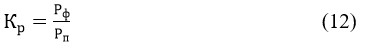 Кр = Рф/Рп (12)